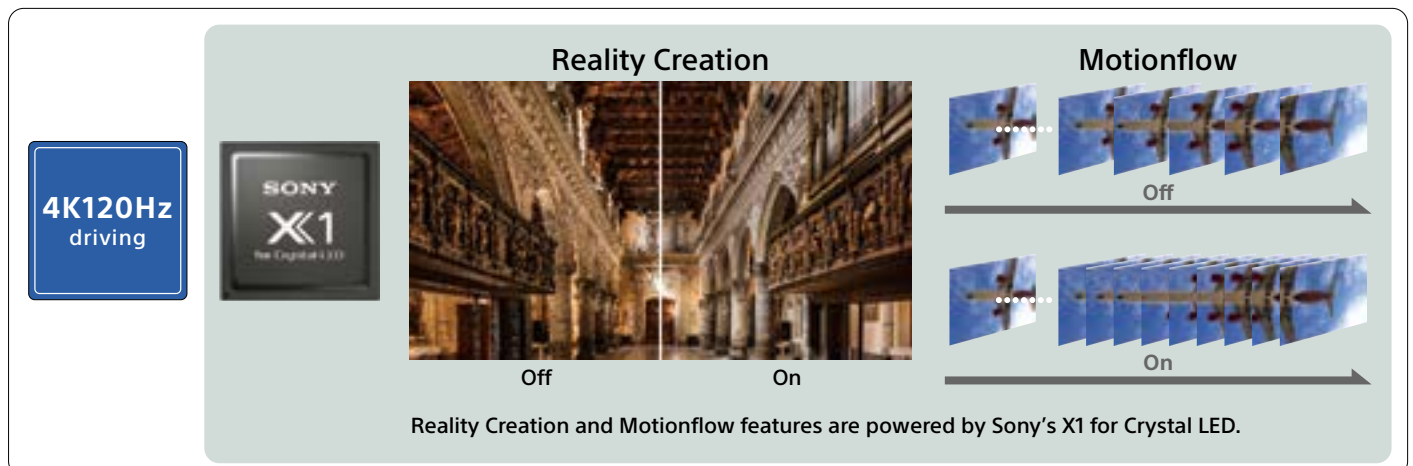 4K120Hz
driving
SONY
X1
for Crystal LED
Reality Creation
Off
On
Motionflow
Off
On
Reality Creation and Motionflow features are powered by Sony’s X1 for Crystal LED.